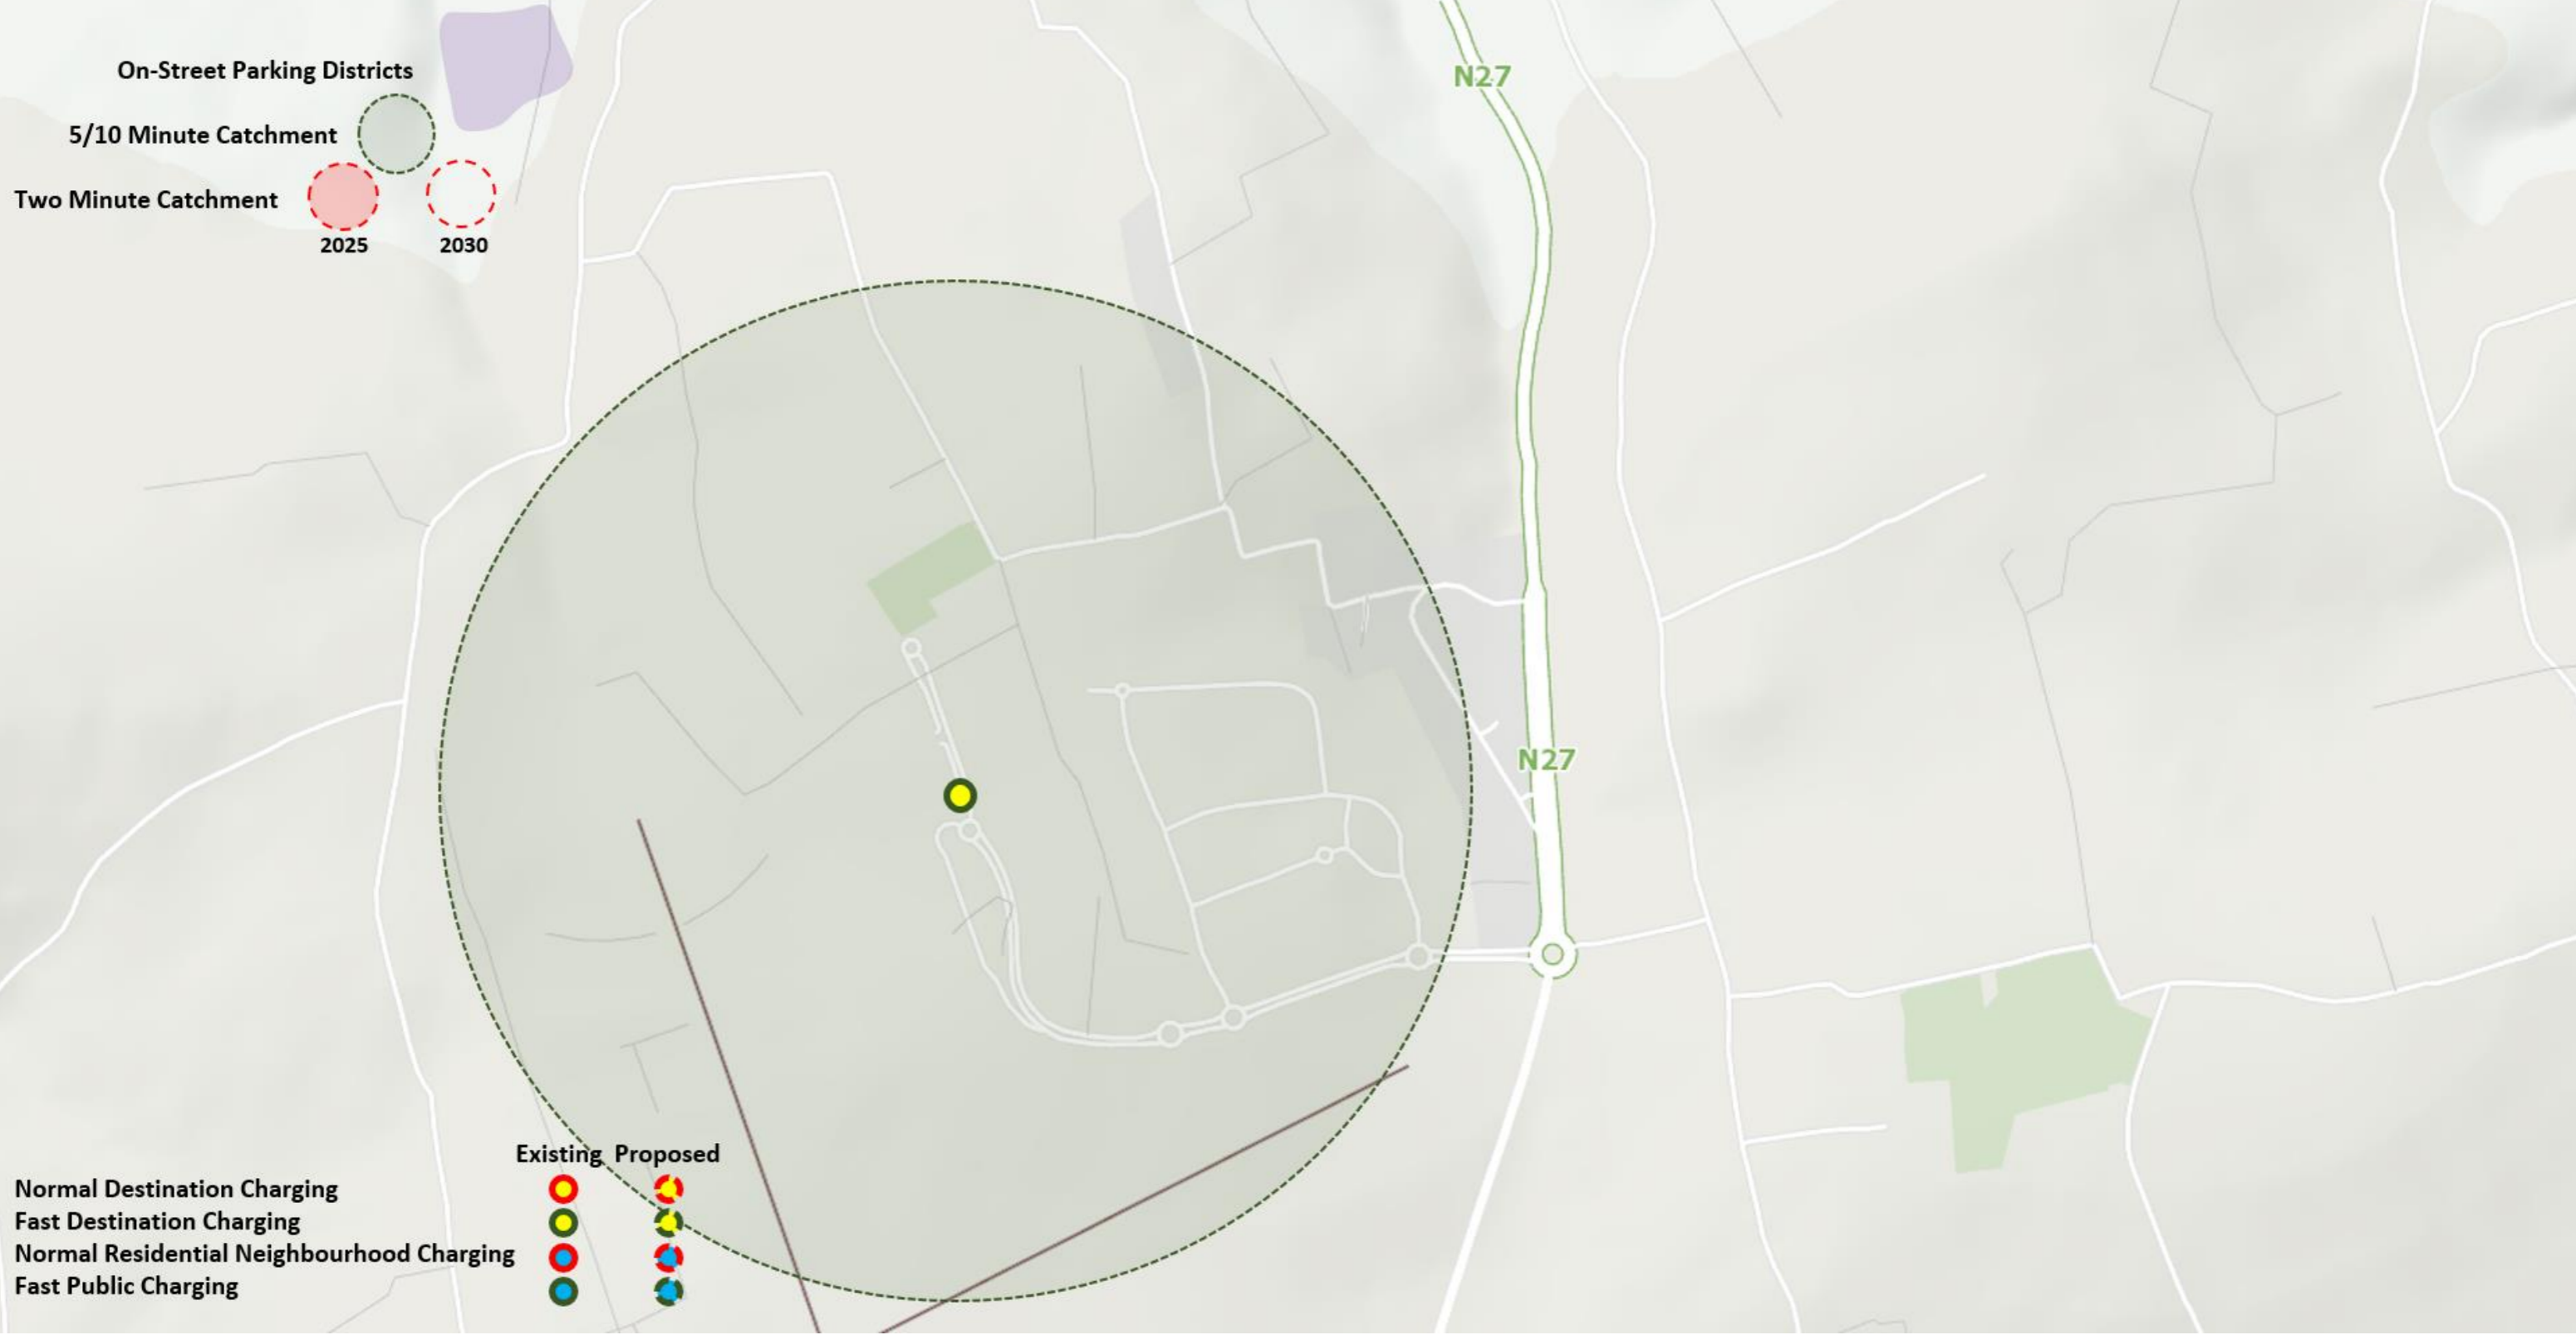 N27
On-Street Parking Districts
5/10 Minute Catchment
Two Minute Catchment
2025 2030
N27
Existing Proposed
Normal Destination Charging
Fast Destination Charging
Normal Residential Neighbourhood Charging
Fast Public Charging